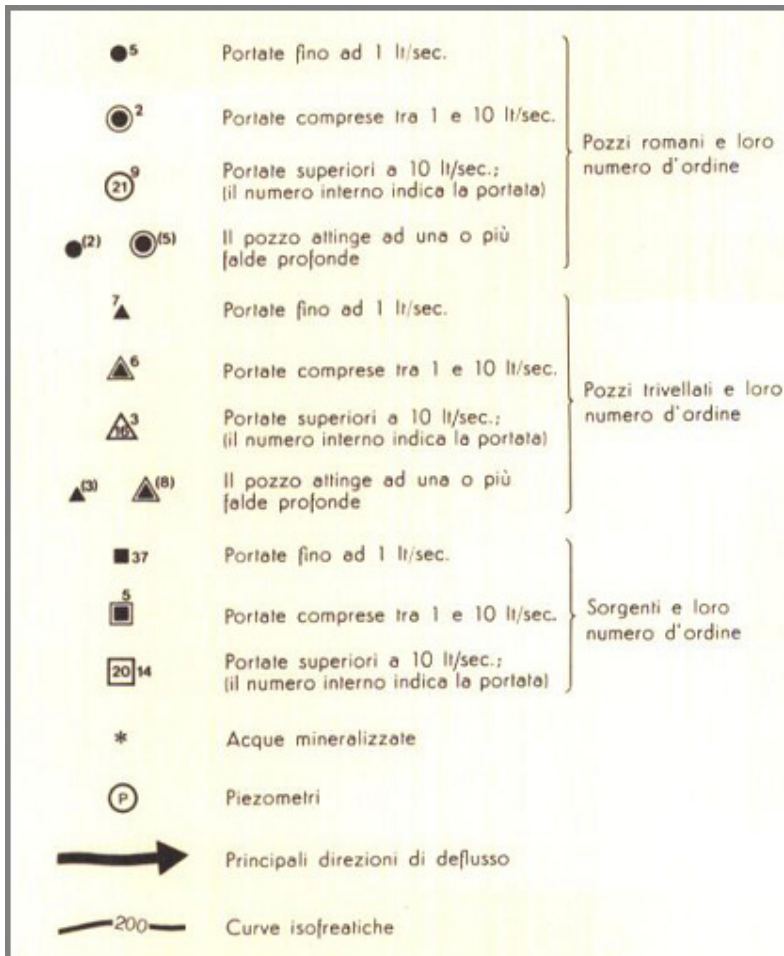 5 Portate fino ad 1 lt/sec.
2 Portate comprese tra 1 e 10 lt/sec.
Pozzi romani e loro
numero d'ordine
9
21 Portate superiori a 10 lt/sec.;
(il numero interno indica la portata)
(2) (5) Il pozzo attinge ad una o più
falde profonde
7 Portate fino ad 1 lt/sec.
6 Portate comprese tra 1 e 10 lt/sec.
Pozzi trivellati e loro
numero d'ordine
3
16 Portate superiori a 10 lt/sec.;
(il numero interno indica la portata)
(3) (8) Il pozzo attinge ad una o più
falde profonde
37 Portate fino ad 1 lt/sec.
5 Portate comprese tra 1 e 10 lt/sec.
Sorgenti e loro
numero d'ordine
20 14 Portate superiori a 10 lt/sec.;
(il numero interno indica la portata)
* Acque mineralizzate
P Piezometri
Principali direzioni di deflusso
200 Curve isofreatiche